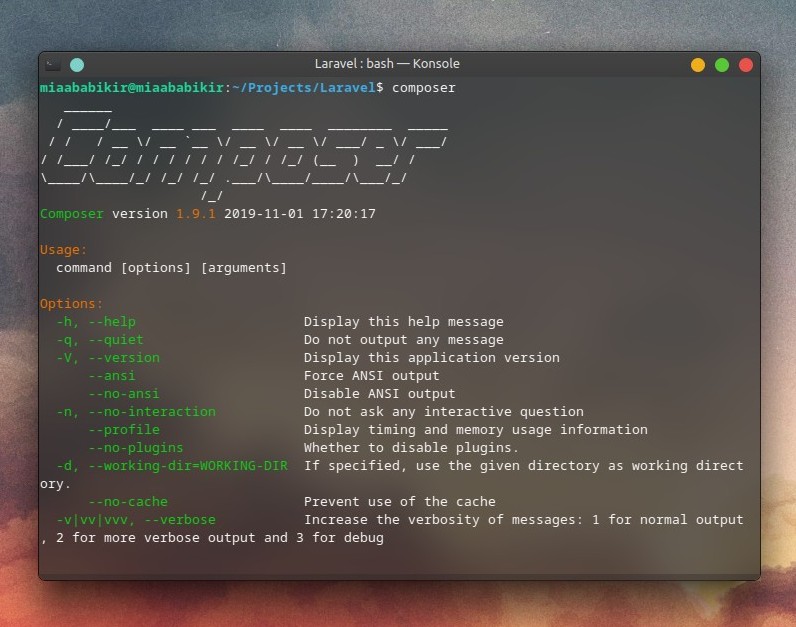 Laravel : bash — Konsole
miaababikir@miaababikir:~/Projects/Laravel$ composer
   ______
  / ____/___  ____ ___  ____  ____  ________  _____
 / /   / __ \/ __ `__ \/ __ \/ __ \/ ___/ _ \/ ___/
/ /___/ /_/ / / / / / / /_/ / /_/ (__  )  __/ /
\____/\____/_/ /_/ /_/ .___/\____/____/\___/_/
                    /_/
Composer version 1.9.1 2019-11-01 17:20:17

Usage:
  command [options] [arguments]

Options:
  -h, --help                     Display this help message
  -q, --quiet                    Do not output any message
  -V, --version                  Display this application version
      --ansi                     Force ANSI output
      --no-ansi                  Disable ANSI output
  -n, --no-interaction           Do not ask any interactive question
      --profile                  Display timing and memory usage information
      --no-plugins               Whether to disable plugins.
  -d, --working-dir=WORKING-DIR  If specified, use the given directory as working direct
ory.
      --no-cache                 Prevent use of the cache
  -v|vv|vvv, --verbose           Increase the verbosity of messages: 1 for normal output
, 2 for more verbose output and 3 for debug